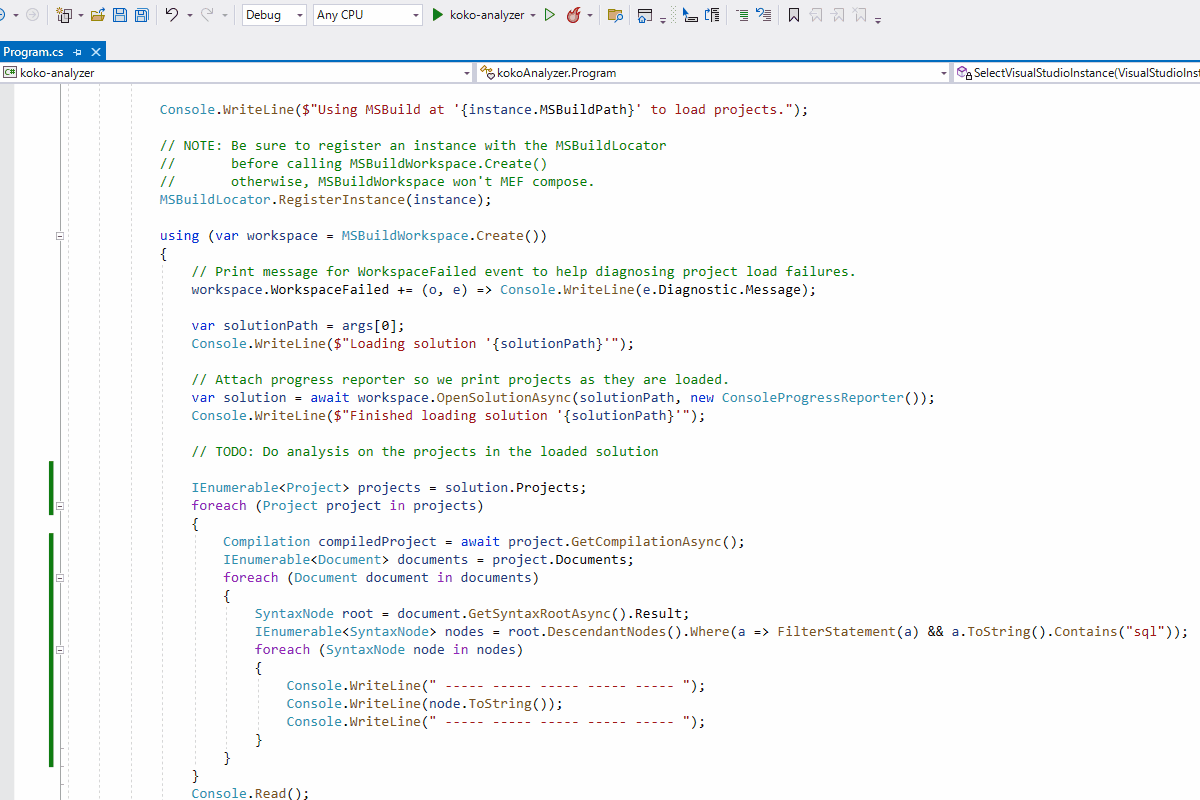 Debug Any CPU koko-analyzer
Program.cs
C# koko-analyzer kokoAnalyzer.Program SelectVisualStudioInstance(VisualStudioInst
Console.WriteLine($"Using MSBuild at '{instance.MSBuildPath}' to load projects.");
// NOTE: Be sure to register an instance with the MSBuildLocator
//       before calling MSBuildWorkspace.Create()
//       otherwise, MSBuildWorkspace won't MEF compose.
MSBuildLocator.RegisterInstance(instance);
using (var workspace = MSBuildWorkspace.Create())
{
// Print message for WorkspaceFailed event to help diagnosing project load failures.
workspace.WorkspaceFailed += (o, e) => Console.WriteLine(e.Diagnostic.Message);
var solutionPath = args[0];
Console.WriteLine($"Loading solution '{solutionPath}'");
// Attach progress reporter so we print projects as they are loaded.
var solution = await workspace.OpenSolutionAsync(solutionPath, new ConsoleProgressReporter());
Console.WriteLine($"Finished loading solution '{solutionPath}'");
// TODO: Do analysis on the projects in the loaded solution
IEnumerable<Project> projects = solution.Projects;
foreach (Project project in projects)
{
Compilation compiledProject = await project.GetCompilationAsync();
IEnumerable<Document> documents = project.Documents;
foreach (Document document in documents)
{
SyntaxNode root = document.GetSyntaxRootAsync().Result;
IEnumerable<SyntaxNode> nodes = root.DescendantNodes().Where(a => FilterStatement(a) && a.ToString().Contains("sql"));
foreach (SyntaxNode node in nodes)
{
Console.WriteLine(" ----- ----- ----- ----- ----- ");
Console.WriteLine(node.ToString());
Console.WriteLine(" ----- ----- ----- ----- ----- ");
}
}
}
Console.Read();